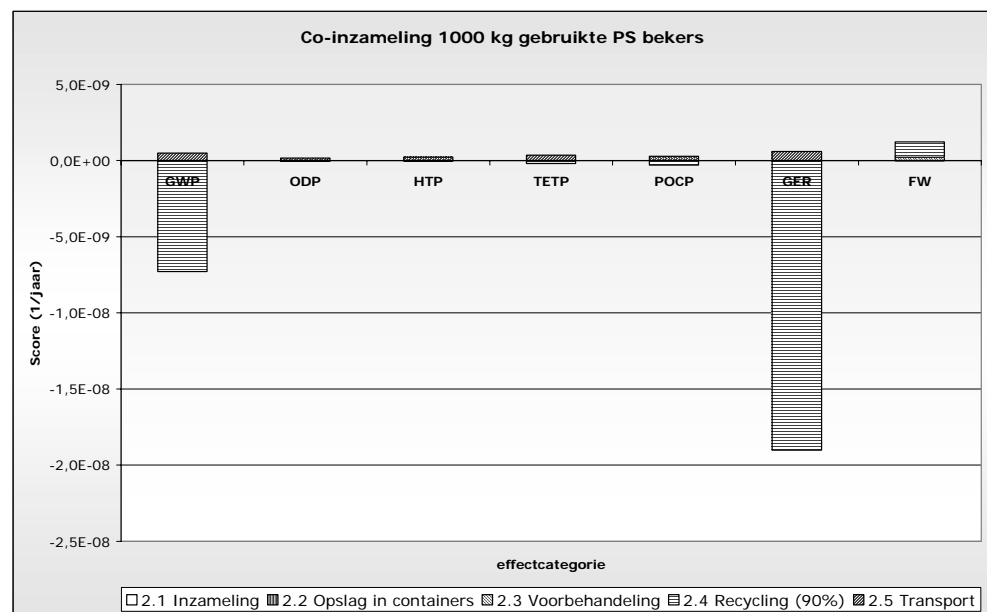 Co-inzameling 1000 kg gebruikte PS bekers
5,0E-09
0,0E+00
-5,0E-09
-1,0E-08
-1,5E-08
-2,0E-08
-2,5E-08
Score (1/jaar)
GWP ODP HTP TETP POCP GER FW
effectcategorie
2.1 Inzameling 2.2 Opslag in containers 2.3 Voorbehandeling 2.4 Recycling (90%) 2.5 Transport